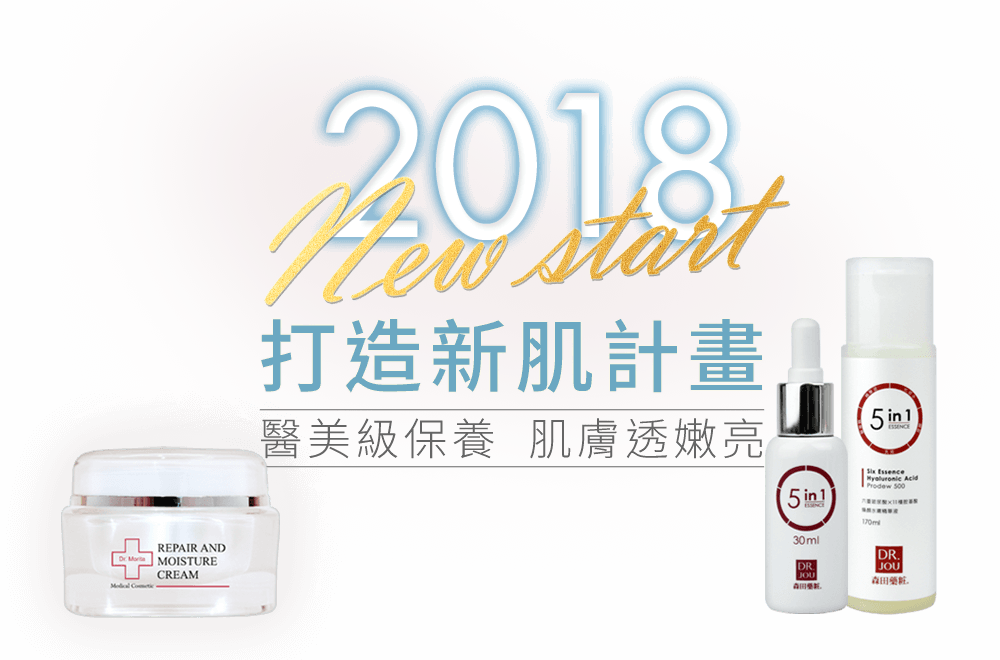 2018
New start
打造新肌計畫
醫美級保養 肌膚透嫩亮
Dr. Morita
REPAIR AND
MOISTURE
CREAM
Medical Cosmetic
5 in 1
ESSENCE
30ml
DR.
JOU
森田藥粧
5 in 1
ESSENCE
Six Essence
Hyaluronic Acid
Prodew 500
170ml
DR.
JOU
森田藥粧